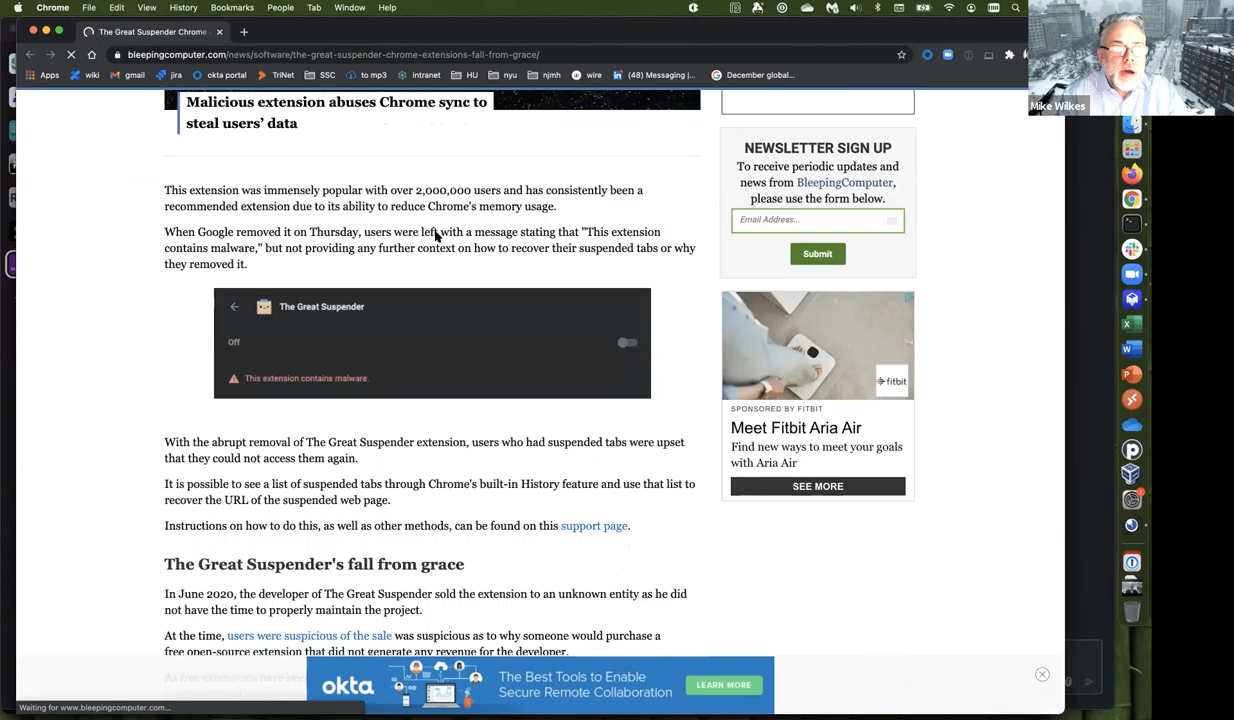 Chrome File Edit View History Bookmarks People Tab Window Help
The Great Suspender Chrome
bleepingcomputer.com/news/software/the-great-suspender-chrome-extensions-fall-from-grace/
Apps wiki gmail jira okta portal TriNet SSC to mp3 intranet HU nyu njmh wire (48) Messaging |... December global...
Mike Wilkes
Malicious extension abuses Chrome sync to
steal users’ data
This extension was immensely popular with over 2,000,000 users and has consistently been a
recommended extension due to its ability to reduce Chrome's memory usage.
When Google removed it on Thursday, users were left with a message stating that "This extension
contains malware," but not providing any further context on how to recover their suspended tabs or why
they removed it.
The Great Suspender
Off
This extension contains malware.
With the abrupt removal of The Great Suspender extension, users who had suspended tabs were upset
that they could not access them again.
It is possible to see a list of suspended tabs through Chrome's built-in History feature and use that list to
recover the URL of the suspended web page.
Instructions on how to do this, as well as other methods, can be found on this support page.
The Great Suspender's fall from grace
In June 2020, the developer of The Great Suspender sold the extension to an unknown entity as he did
not have the time to properly maintain the project.
At the time, users were suspicious of the sale was suspicious as to why someone would purchase a
free open-source extension that did not generate any revenue for the developer.
As free extensions have been
NEWSLETTER SIGN UP
To receive periodic updates and
news from BleepingComputer,
please use the form below.
Email Address...
Submit
fitbit
SPONSORED BY FITBIT
Meet Fitbit Aria Air
Find new ways to meet your goals
with Aria Air
SEE MORE
okta
The Best Tools to Enable
Secure Remote Collaboration
LEARN MORE
Waiting for www.bleepingcomputer.com...